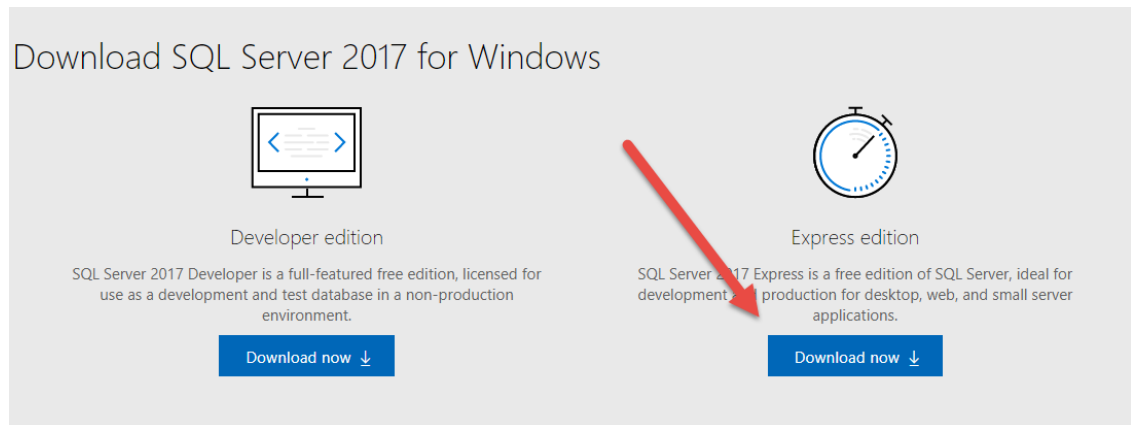 Download SQL Server 2017 for Windows
Developer edition
SQL Server 2017 Developer is a full-featured free edition, licensed for
use as a development and test database in a non-production
environment.
Download now
Express edition
SQL Server 2017 Express is a free edition of SQL Server, ideal for
development and production for desktop, web, and small server
applications.
Download now